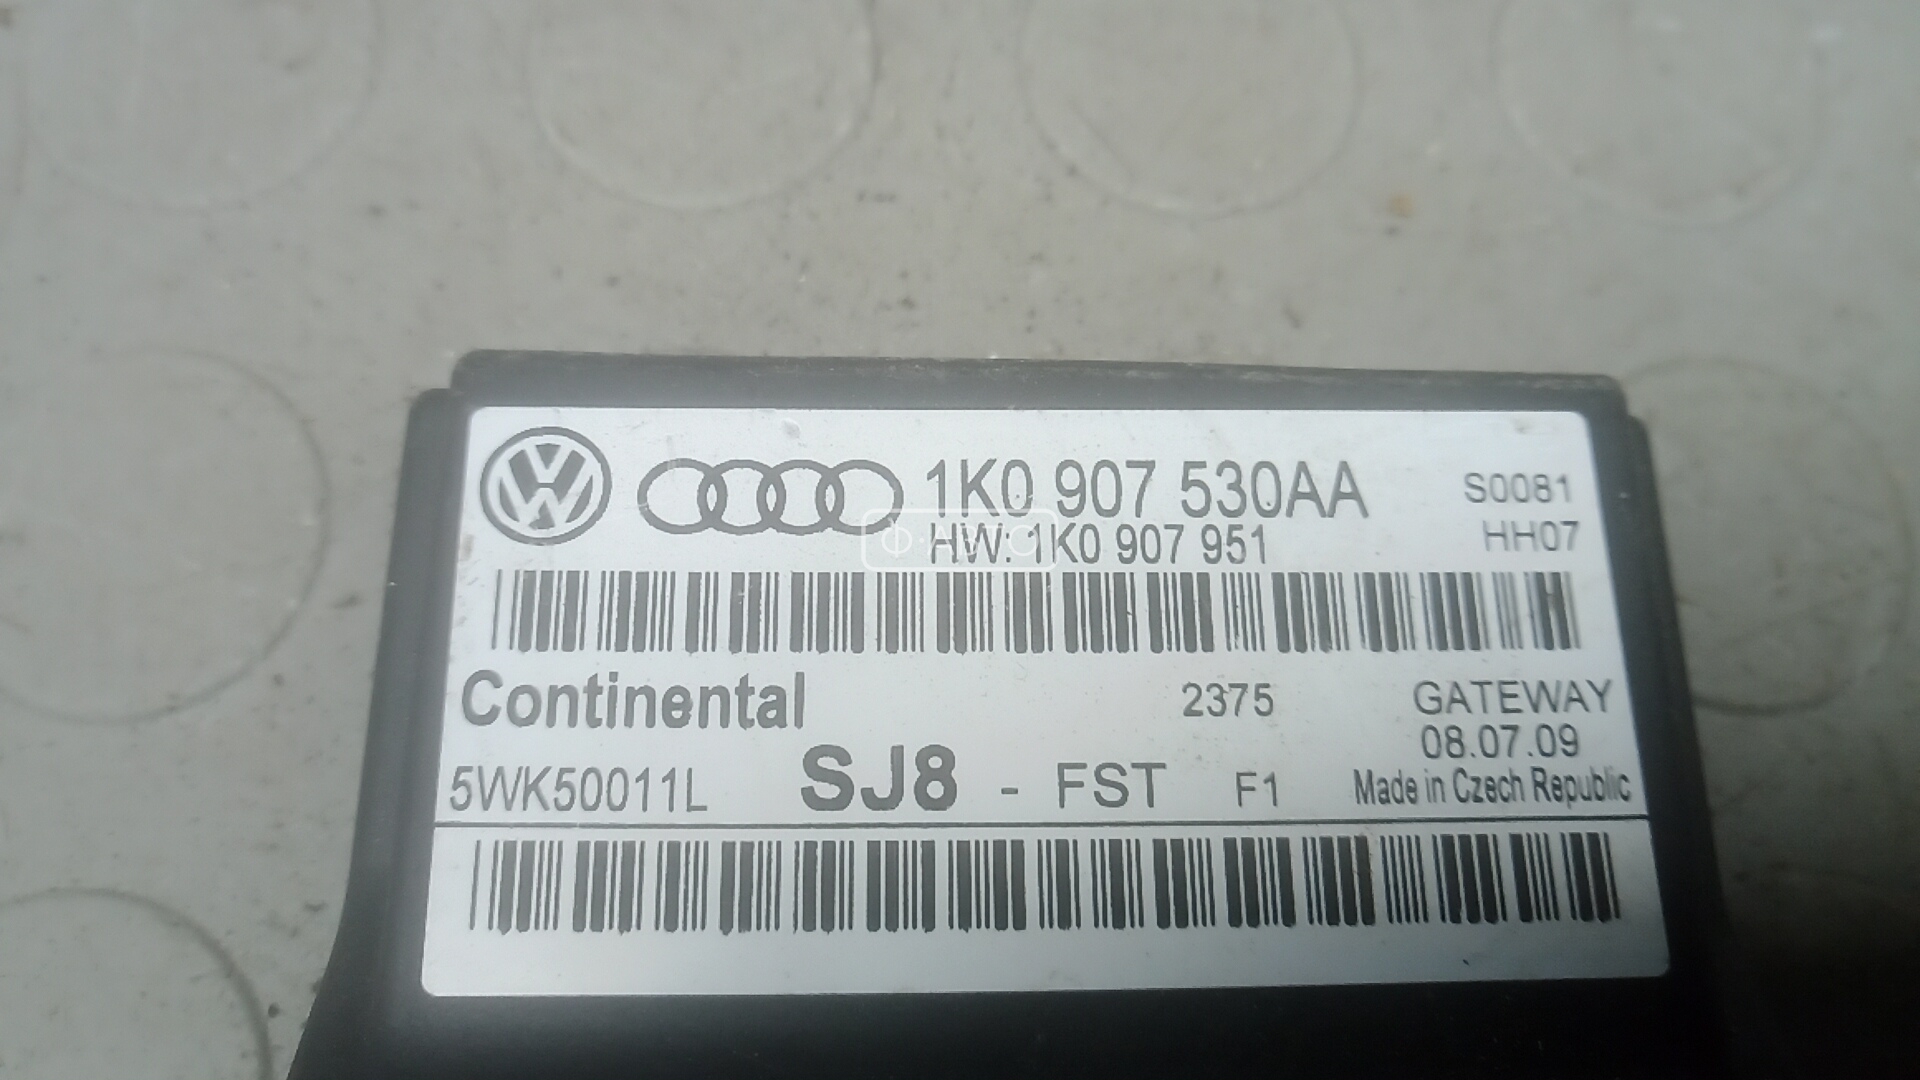 1K0 907 530AA S0081
HW: 1K0 907 951 HH07
Ф·АВТО
Continental 2375 GATEWAY
08.07.09
5WK50011L SJ8 - FST F1 Made in Czech Republic